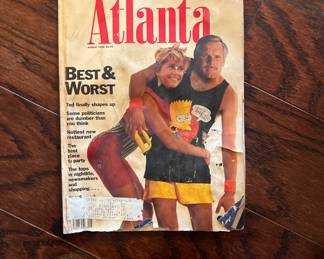 Atlanta
BEST &
WORST
Ted finally shapes up
Some politicians
are dumber than
you think
Hottest new
restaurant
The
best
place
to party
The tops
in nightlife,
newsmakers
and
shopping . . .